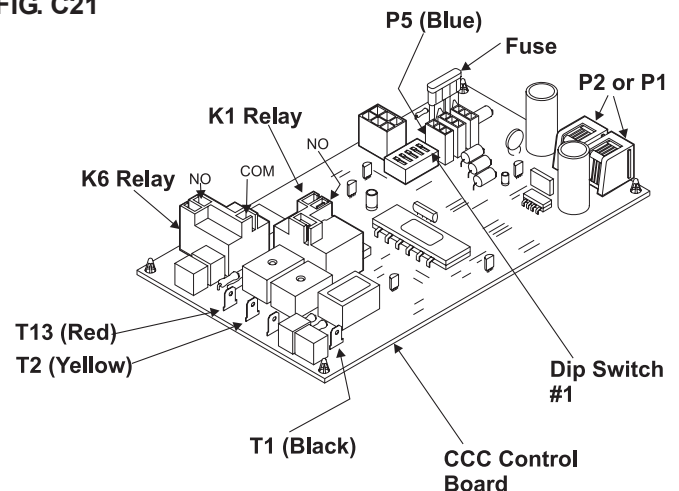 FIG. C21
P5 (Blue)
Fuse
P2 or P1
K1 Relay
NO
K6 Relay
NO
COM
T13 (Red)
T2 (Yellow)
T1 (Black)
Dip Switch
#1
CCC Control
Board